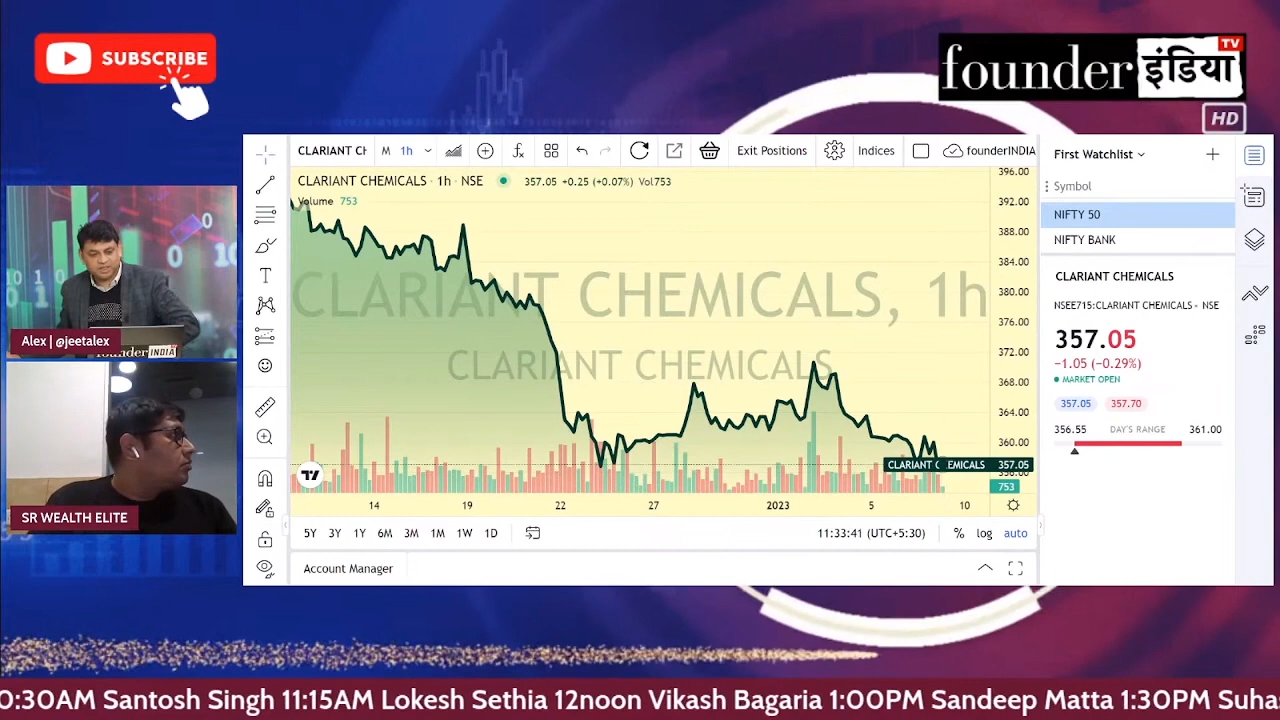 SUBSCRIBE
founder इंडिया TV
HD
CLARIANT CH
M 1h
Exit Positions
Indices
founderINDIA
First Watchlist
CLARIANT CHEMICALS · 1h · NSE
357.05 +0.25 (+0.07%) Vol753
Volume 753
396.00
392.00
388.00
384.00
380.00
376.00
372.00
368.00
364.00
360.00
356.00
CLARIANT CHEMICALS, 1h
CLARIANT CHEMICALS
CLARIANT C EMICALS 357.05
753
14 19 22 27 2023 5 10
5Y 3Y 1Y 6M 3M 1M 1W 1D
11:33:41 (UTC+5:30)
% log auto
Account Manager
Symbol
NIFTY 50
NIFTY BANK
CLARIANT CHEMICALS
NSEE715:CLARIANT CHEMICALS NSE
357.05
−1.05 (−0.29%)
MARKET OPEN
357.05 357.70
356.55 DAY'S RANGE 361.00
Alex | @jeetalex
founder INDIA
SR WEALTH ELITE
0:30AM Santosh Singh 11:15AM Lokesh Sethia 12noon Vikash Bagaria 1:00PM Sandeep Matta 1:30PM Suha